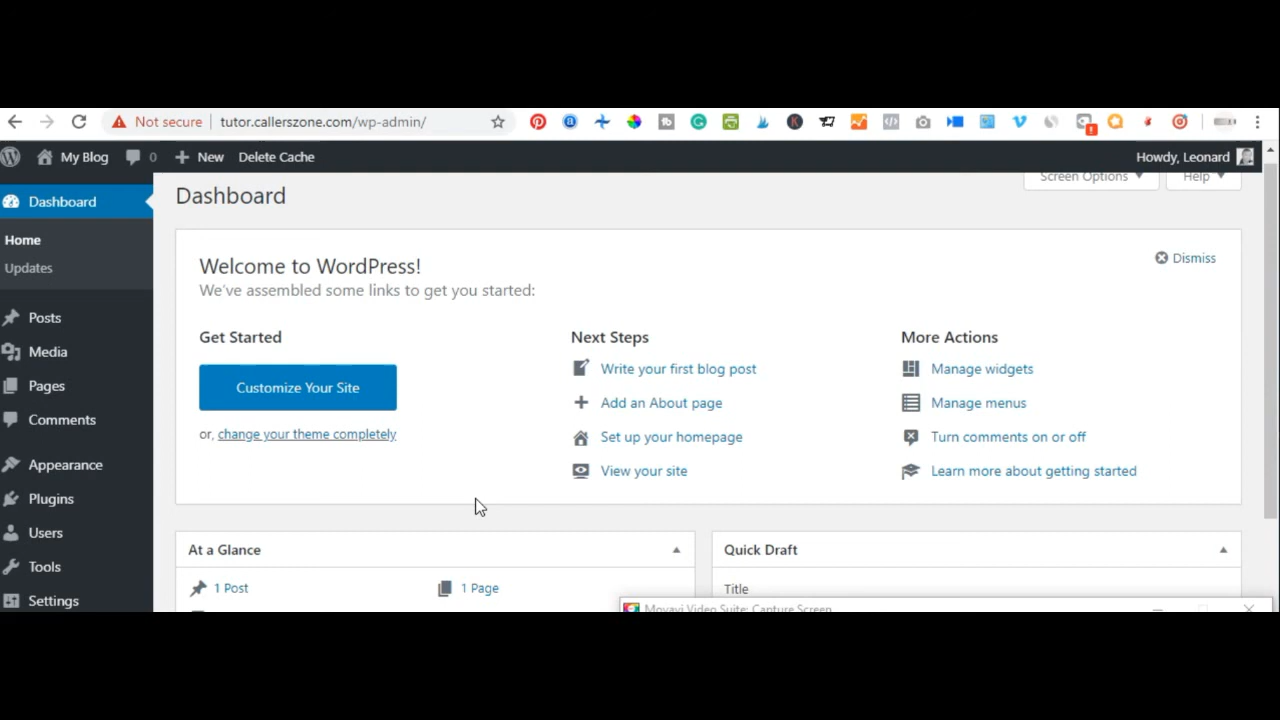 Not secure tutor.callerszone.com/wp-admin/
My Blog 0 New Delete Cache Howdy, Leonard
Dashboard
Home
Updates
Posts
Media
Pages
Comments
Appearance
Plugins
Users
Tools
Settings
Dashboard
Screen Options Help
Welcome to WordPress!
We've assembled some links to get you started:
Dismiss
Get Started
Customize Your Site
or, change your theme completely
Next Steps
Write your first blog post
Add an About page
Set up your homepage
View your site
More Actions
Manage widgets
Manage menus
Turn comments on or off
Learn more about getting started
At a Glance
1 Post 1 Page
Quick Draft
Title
Movavi Video Suite: Capture Screen